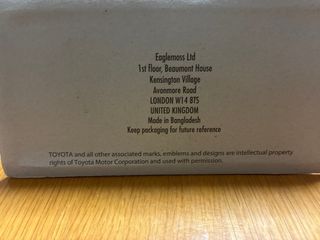 Eaglemoss Ltd
1st Floor, Beaumont House
Kensington Village
Avonmore Road
LONDON W14 8TS
UNITED KINGDOM
Made in Bangladesh
Keep packaging for future reference
TOYOTA and all other associated marks, emblems and designs are intellectual property
rights of Toyota Motor Corporation and used with permission.